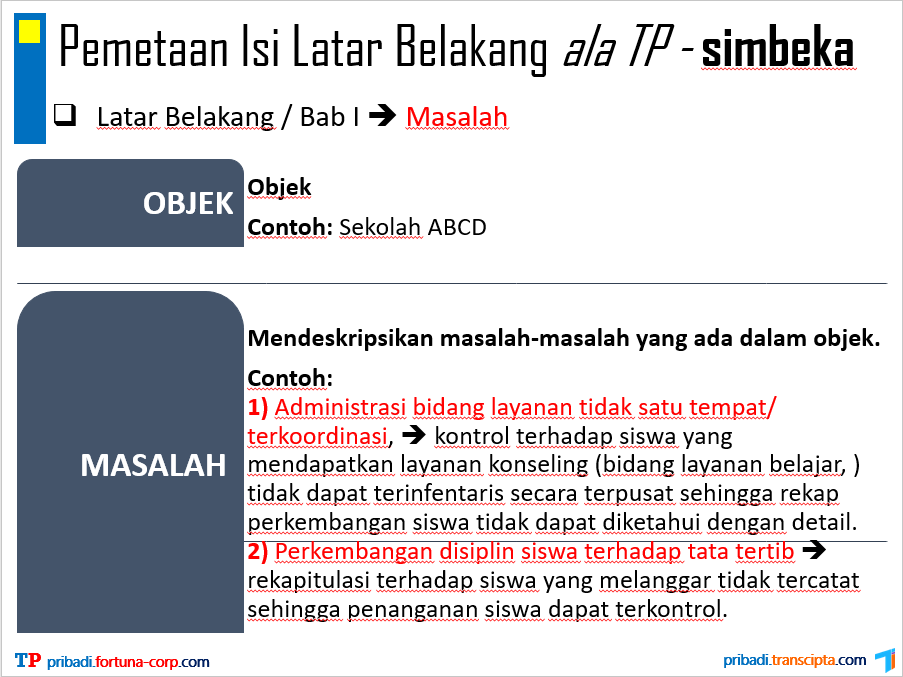 Pemetaan Isi Latar Belakang ala TP - simbeka
Latar Belakang / Bab I ➔ Masalah
OBJEK
Objek
Contoh: Sekolah ABCD
MASALAH
Mendeskripsikan masalah-masalah yang ada dalam objek.
Contoh:
1) Administrasi bidang layanan tidak satu tempat/
terkoordinasi, ➔ kontrol terhadap siswa yang
mendapatkan layanan konseling (bidang layanan belajar, )
tidak dapat terinfentaris secara terpusat sehingga rekap
perkembangan siswa tidak dapat diketahui dengan detail.
2) Perkembangan disiplin siswa terhadap tata tertib ➔
rekapitulasi terhadap siswa yang melanggar tidak tercatat
sehingga penanganan siswa dapat terkontrol.
TP pribadi.fortuna-corp.com
pribadi.transcipta.com